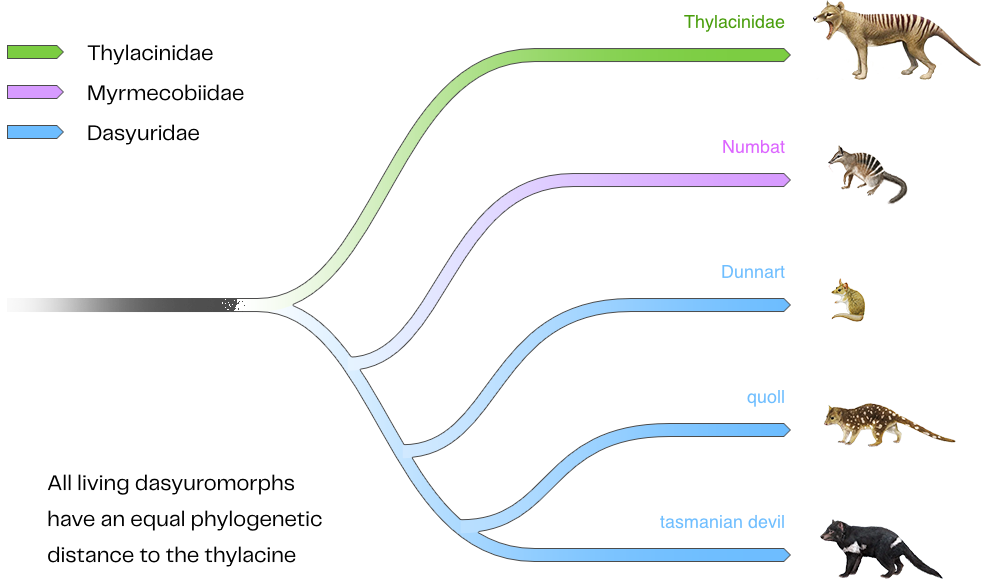 Thylacinidae
Thylacinidae
Myrmecobiidae
Dasyuridae
Numbat
Dunnart
quoll
All living dasyuromorphs
have an equal phylogenetic
distance to the thylacine
tasmanian devil